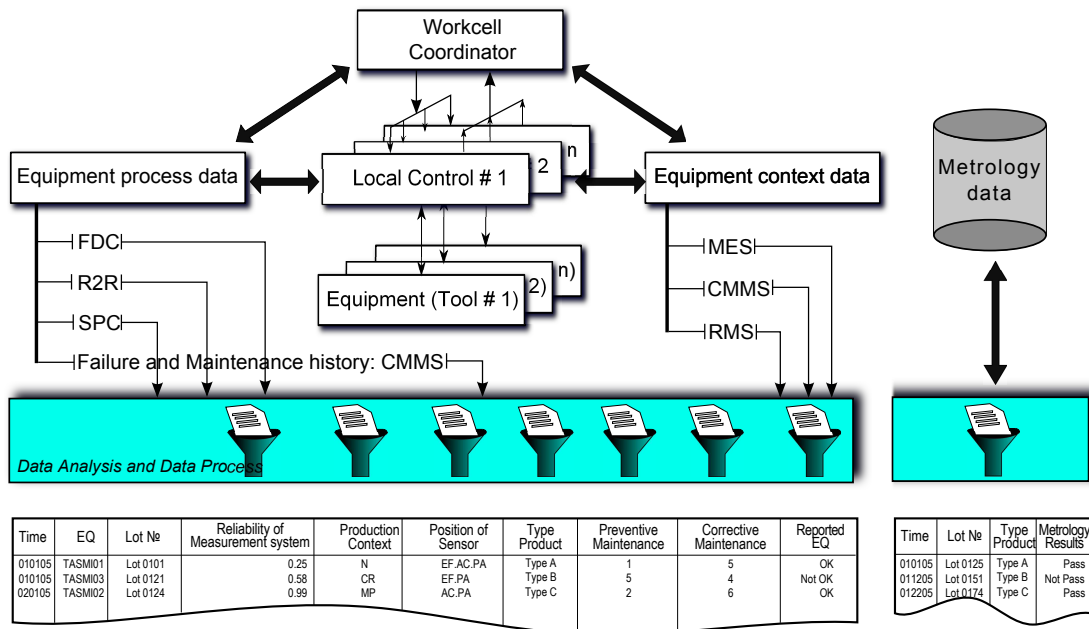 Workcell
Coordinator
Equipment process data
Local Control # 1
2
n
Equipment context data
Metrology
data
FDC
R2R
SPC
Failure and Maintenance history: CMMS
Equipment (Tool # 1)
2)
n)
MES
CMMS
RMS
Data Analysis and Data Process
Time EQ Lot № Reliability of Measurement system Production Context Position of Sensor Type Product Preventive Maintenance Corrective Maintenance Reported EQ
010105 TASMI01 Lot 0101 0.25 N EF.AC.PA Type A 1 5 OK
010105 TASMI03 Lot 0121 0.58 CR EF.PA Type B 5 4 Not OK
020105 TASMI02 Lot 0124 0.99 MP AC.PA Type C 2 6 OK
Time Lot № Type Product Metrology Results
010105 Lot 0125 Type A Pass
011205 Lot 0151 Type B Not Pass
012205 Lot 0174 Type C Pass